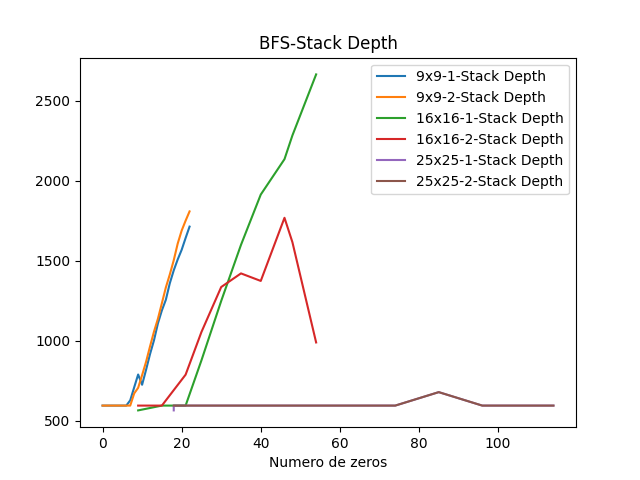 BFS-Stack Depth
9x9-1-Stack Depth
9x9-2-Stack Depth
16x16-1-Stack Depth
16x16-2-Stack Depth
25x25-1-Stack Depth
25x25-2-Stack Depth
2500
2000
1500
1000
500
0 20 40 60 80 100
Numero de zeros